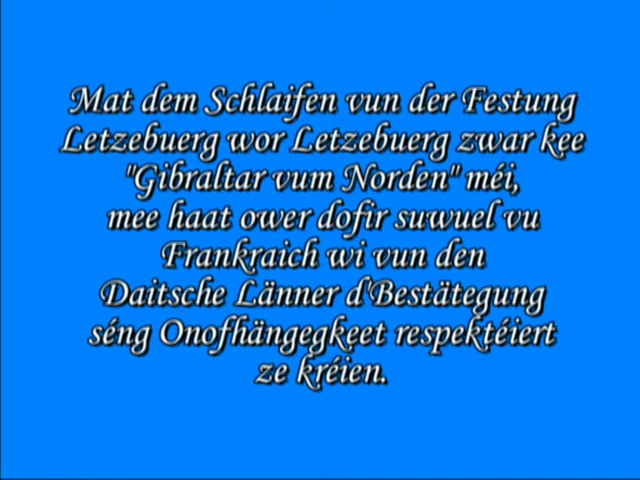 Mat dem Schlaifen vun der Festung
Letzebuerg wor Letzebuerg zwar kee
"Gibraltar vum Norden" méi,
mee haat ower dofir suwuel vu
Frankraich wi vun den
Daitsche Länner d'Bestätegung
séng Onofhängegkeet respektéiert
ze kréien.